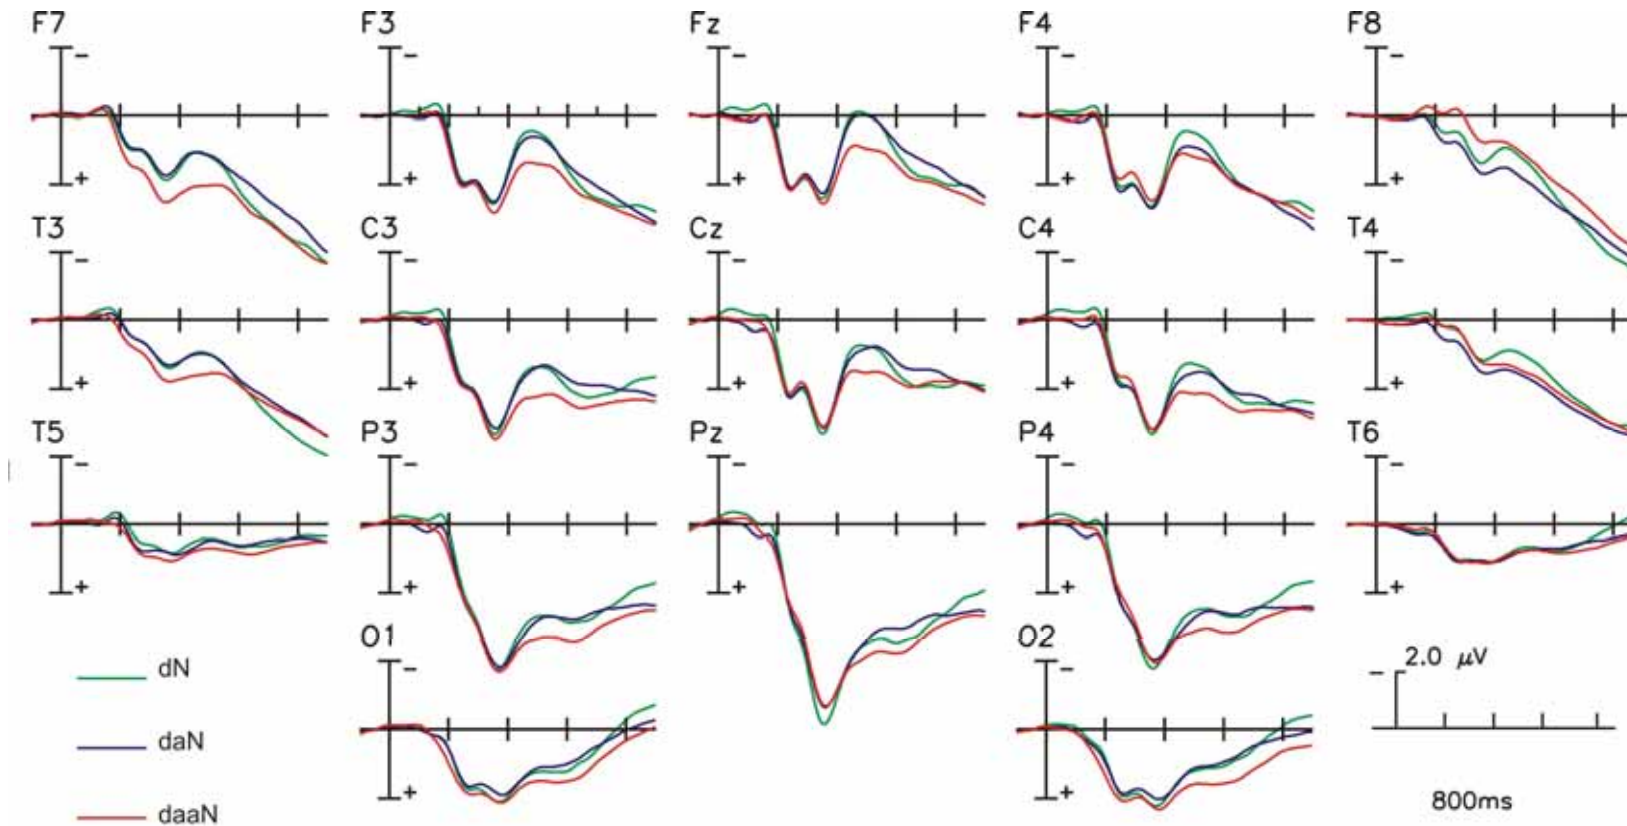 F7 F3 Fz F4 F8
− − − − −
+ + + + +
T3 C3 Cz C4 T4
− − − − −
+ + + + +
T5 P3 Pz P4 T6
− − − − −
+ + + + +
O1 O2
− −
+ +
dN
daN
daaN
− 2.0 μV
800ms